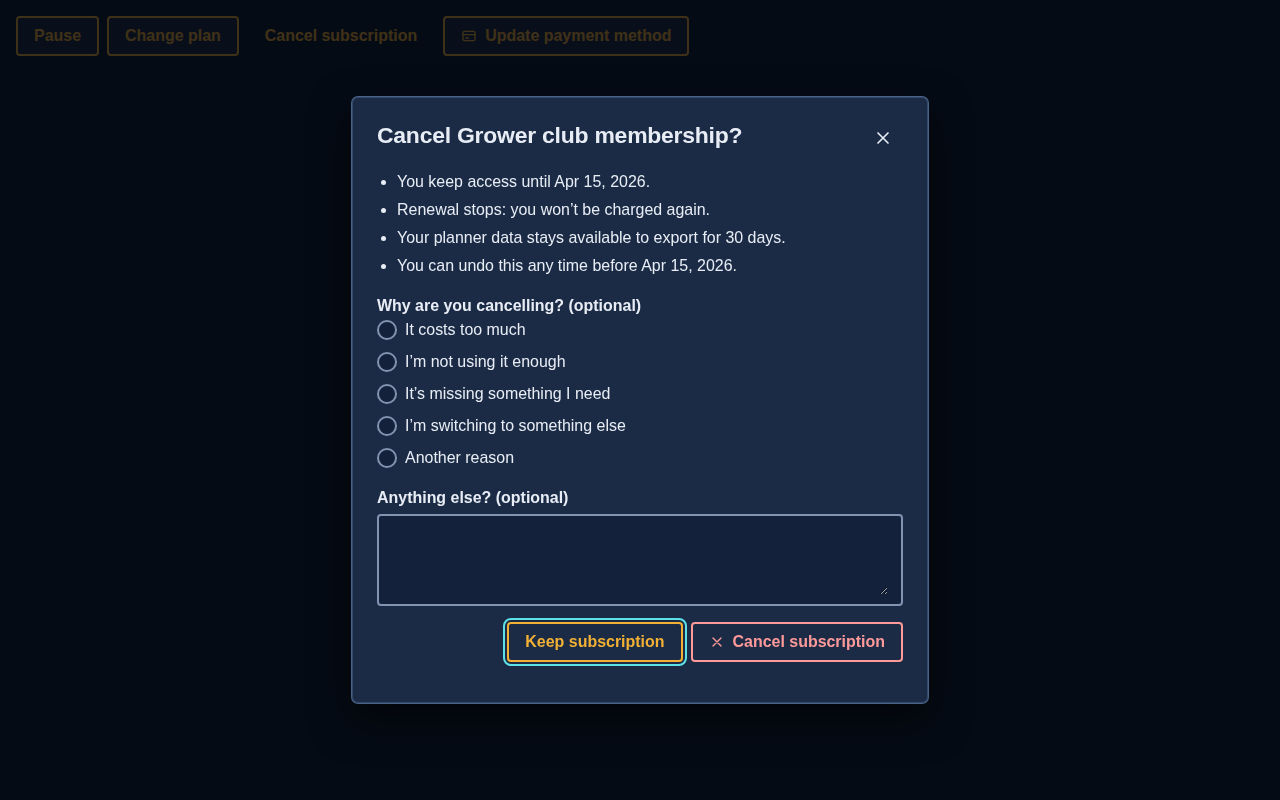 Pause
Change plan
Cancel subscription
Update payment method
Cancel Grower club membership?
You keep access until Apr 15, 2026.
Renewal stops: you won’t be charged again.
Your planner data stays available to export for 30 days.
You can undo this any time before Apr 15, 2026.
Why are you cancelling? (optional)
It costs too much
I’m not using it enough
It’s missing something I need
I’m switching to something else
Another reason
Anything else? (optional)
Keep subscription
Cancel subscription